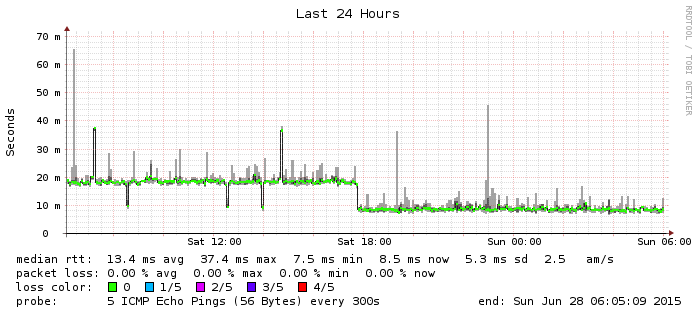 Last 24 Hours
RRDTOOL / TOBI OETIKER
Seconds
70 m
60 m
50 m
40 m
30 m
20 m
10 m
0
Sat 12:00 Sat 18:00 Sun 00:00 Sun 06:00
median rtt: 13.4 ms avg 37.4 ms max 7.5 ms min 8.5 ms now 5.3 ms sd 2.5 am/s
packet loss: 0.00 % avg 0.00 % max 0.00 % min 0.00 % now
loss color: 0 1/5 2/5 3/5 4/5
probe: 5 ICMP Echo Pings (56 Bytes) every 300s end: Sun Jun 28 06:05:09 2015